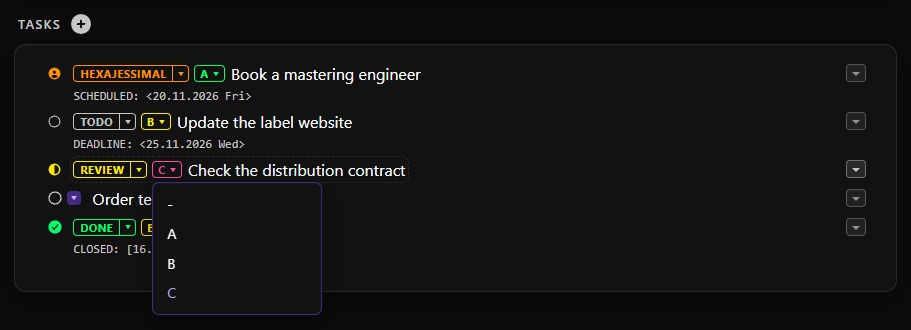 TASKS
HEXAJESSIMAL A Book a mastering engineer
SCHEDULED: <20.11.2026 Fri>
TODO B Update the label website
DEADLINE: <25.11.2026 Wed>
REVIEW C Check the distribution contract
Order te
DONE
CLOSED: [16.
-
A
B
C